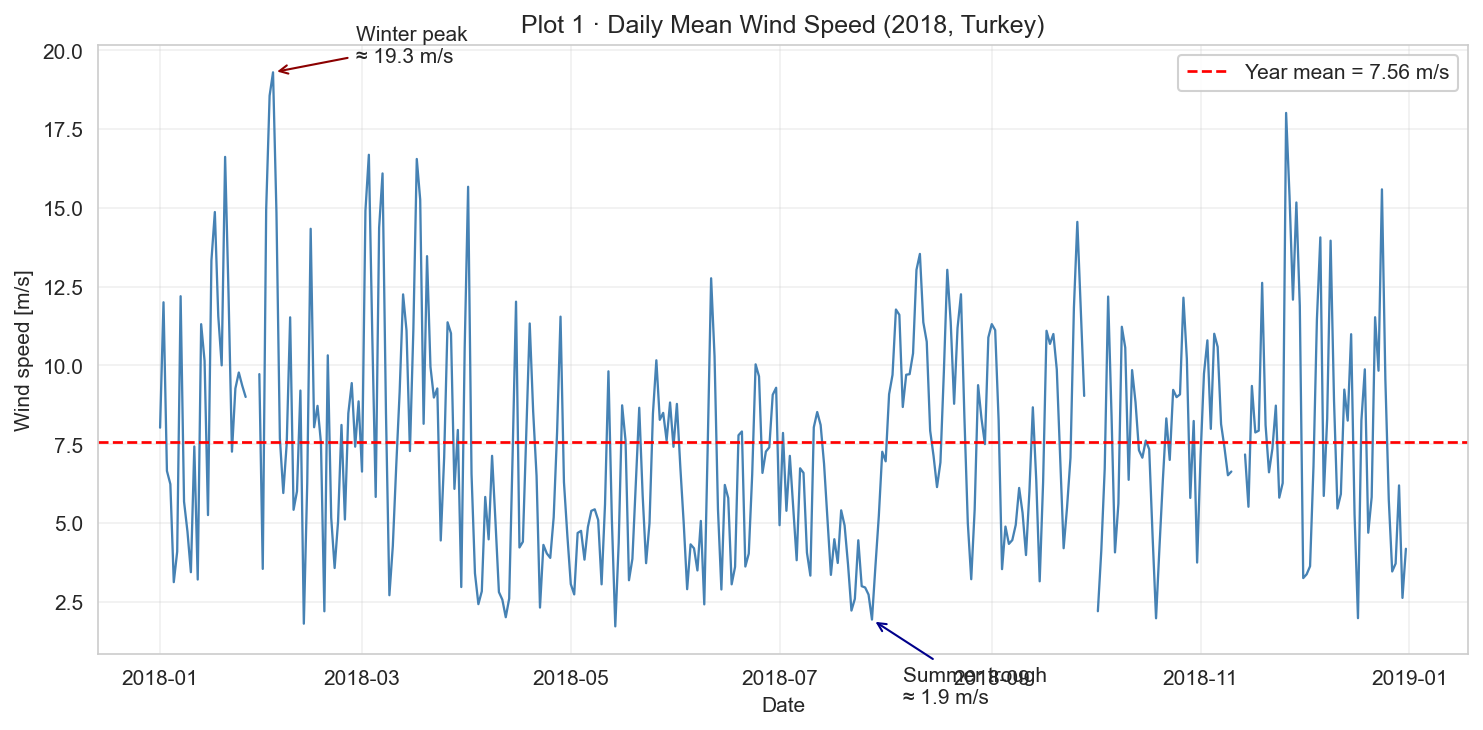 Plot 1 · Daily Mean Wind Speed (2018, Turkey)
Winter peak
≈ 19.3 m/s
Year mean = 7.56 m/s
20.0
17.5
15.0
12.5
10.0
7.5
5.0
2.5
Wind speed [m/s]
2018-01
2018-03
2018-05
2018-07
2018-09
2018-11
2019-01
Summer trough
≈ 1.9 m/s
Date